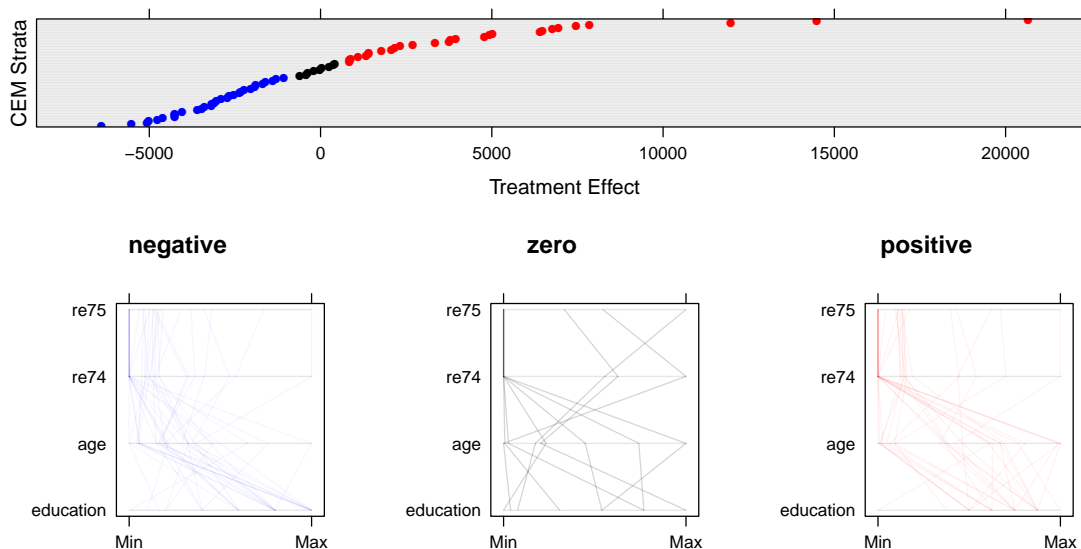 CEM Strata
−5000 0 5000 10000 15000 20000
Treatment Effect
negative zero positive
re75 re75 re75
re74 re74 re74
age age age
education education education
Min Max Min Max Min Max